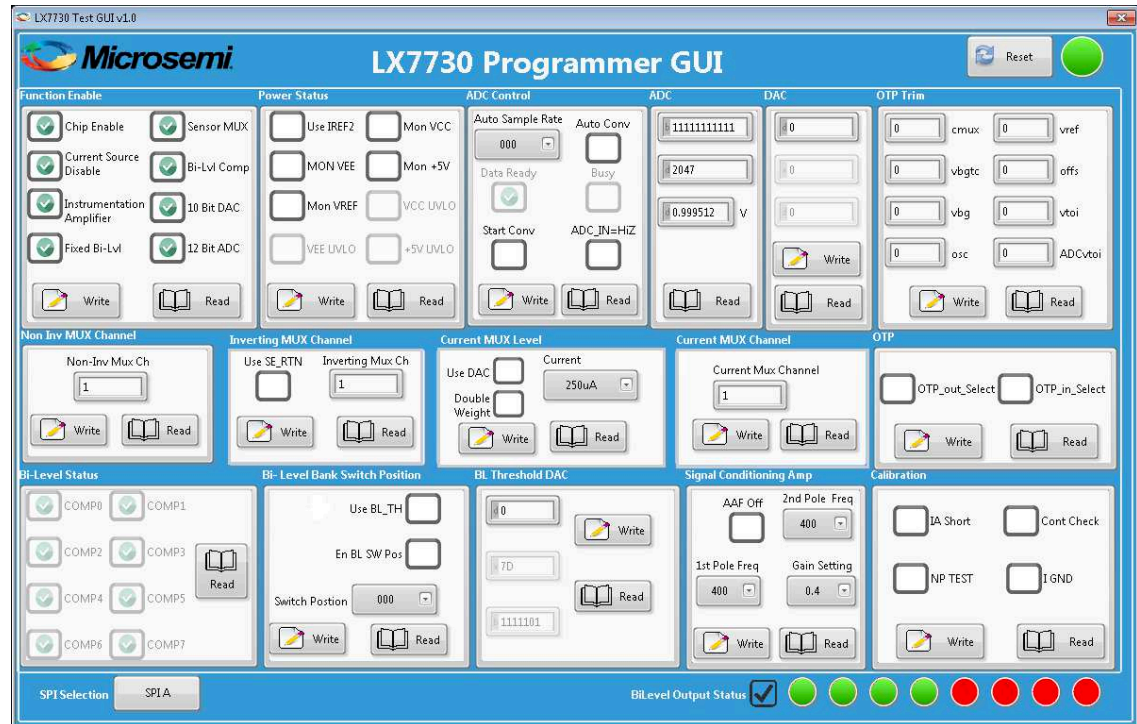 LX7730 Test GUI v1.0
Microsemi.
LX7730 Programmer GUI
Reset
Function Enable
Chip Enable
Sensor MUX
Current Source
Disable
Bi-Lvl Comp
Instrumentation
Amplifier
10 Bit DAC
Fixed Bi-Lvl
12 Bit ADC
Write
Read
Power Status
Use IREF2
Mon VCC
MON VEE
Mon +5V
Mon VREF
VCC UVLO
VEE UVLO
+5V UVLO
Write
Read
ADC Control
Auto Sample Rate
Auto Conv
000
Data Ready
Busy
Start Conv
ADC_IN=HiZ
Write
Read
ADC
b 11111111111
d 2047
d 0.999512 V
Read
DAC
d 0
x 0
0
Write
Read
OTP Trim
0 cmux
0 vref
0 vbgtc
0 offs
0 vbg
0 vtoi
0 osc
0 ADCvtoi
Write
Read
Non Inv MUX Channel
Non-Inv Mux Ch
1
Write
Read
Inverting MUX Channel
Use SE_RTN
Inverting Mux Ch
1
Write
Read
Current MUX Level
Use DAC
Current
250uA
Double
Weight
Write
Read
Current MUX Channel
Current Mux Channel
1
Write
Read
OTP
OTP_out_Select
OTP_in_Select
Write
Read
Bi-Level Status
COMP0
COMP1
COMP2
COMP3
COMP4
COMP5
COMP6
COMP7
Read
Bi- Level Bank Switch Position
Use BL_TH
En BL SW Pos
Switch Postion
000
Write
Read
BL Threshold DAC
d 0
7D
1111101
Write
Read
Signal Conditioning Amp
AAF Off
2nd Pole Freq
400
1st Pole Freq
Gain Setting
400
0.4
Write
Read
Calibration
IA Short
Cont Check
NP TEST
I GND
Write
Read
SPI Selection
SPI A
BiLevel Output Status